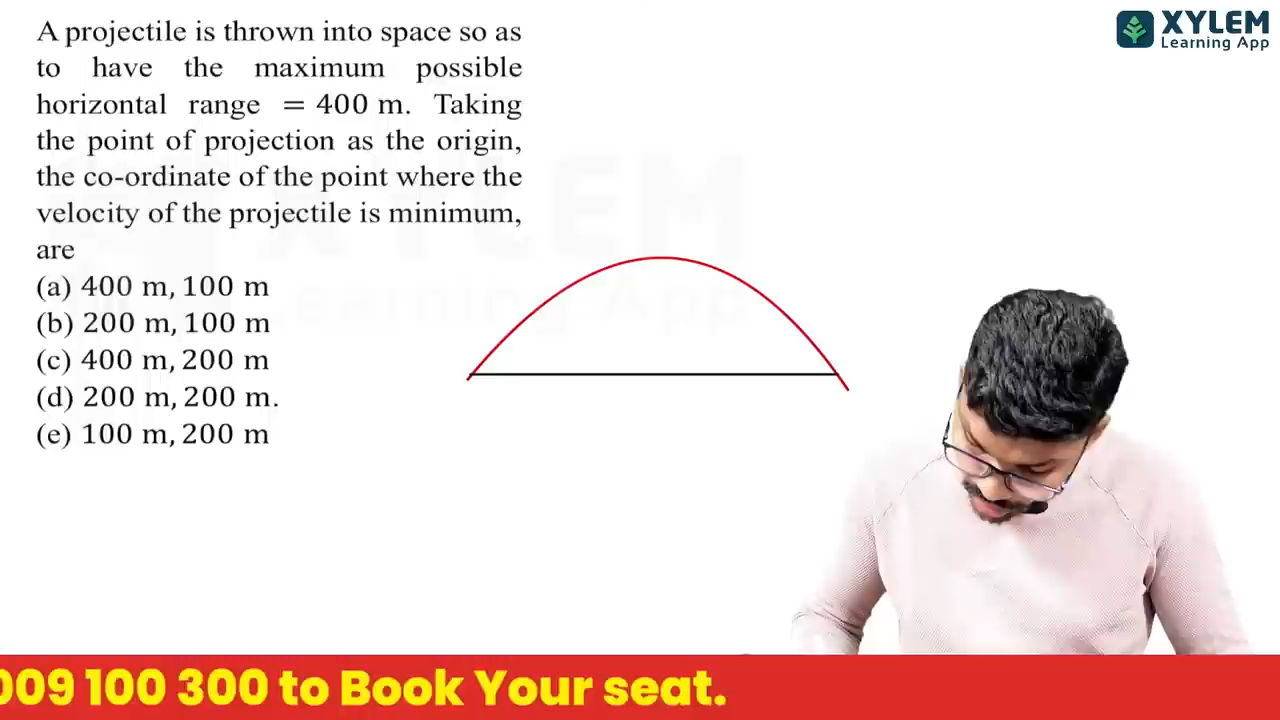 A projectile is thrown into space so as
to have the maximum possible
horizontal range = 400 m. Taking
the point of projection as the origin,
the co-ordinate of the point where the
velocity of the projectile is minimum,
are
(a) 400 m, 100 m
(b) 200 m, 100 m
(c) 400 m, 200 m
(d) 200 m, 200 m.
(e) 100 m, 200 m
XYLEM
Learning App
XYLEM
Learning App
009 100 300 to Book Your seat.